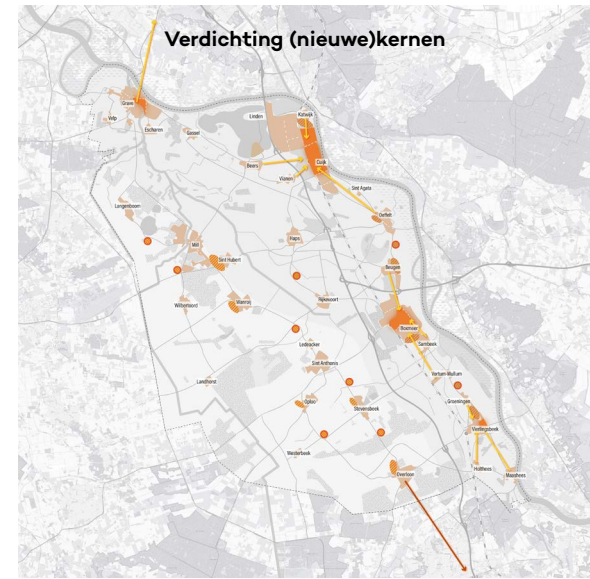 Verdichting (nieuwe)kernen
Grave
Velp
Escharen
Gassel
Linden
Katwijk
Cuijk
Beers
Vianen
Sint Agata
Oeffelt
Langenboom
Mill
Haps
Sint Hubert
Beugen
Wilbertoord
Wanroij
Rijkevoort
Boxmeer
Sambeek
Ledeacker
Sint Anthonis
Vortum-Mullum
Landhorst
Oploo
Stevensbeek
Groeningen
Vierlingsbeek
Westerbeek
Overloon
Holthees
Maashees